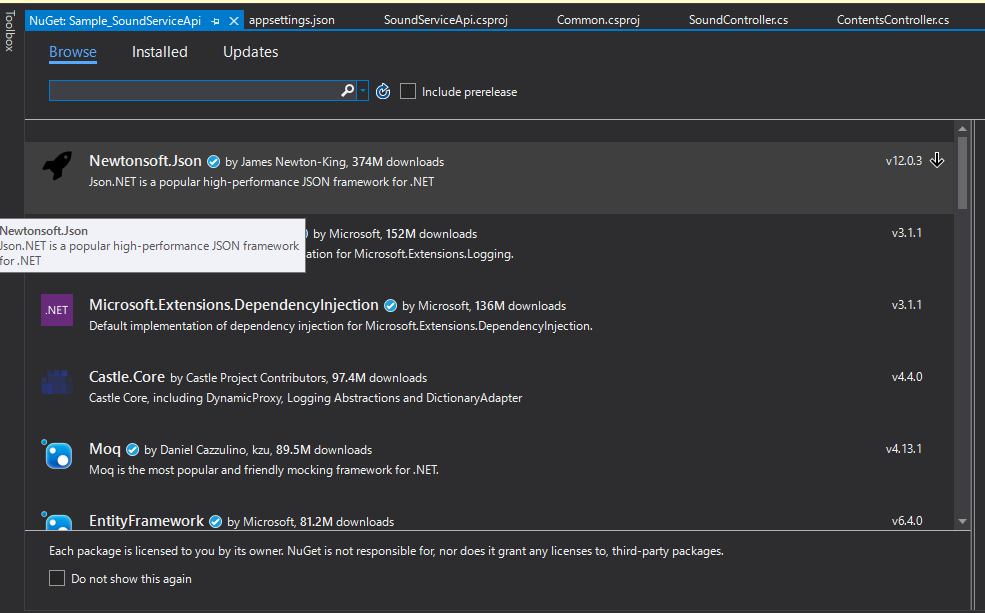 Toolbox
NuGet: Sample_SoundServiceApi
appsettings.json
SoundServiceApi.csproj
Common.csproj
SoundController.cs
ContentsController.cs
Browse
Installed
Updates
Include prerelease
Newtonsoft.Json by James Newton-King, 374M downloads
v12.0.3
Json.NET is a popular high-performance JSON framework for .NET
Newtonsoft.Json
Json.NET is a popular high-performance JSON framework
for .NET
by Microsoft, 152M downloads
v3.1.1
for Microsoft.Extensions.Logging.
.NET
Microsoft.Extensions.DependencyInjection by Microsoft, 136M downloads
v3.1.1
Default implementation of dependency injection for Microsoft.Extensions.DependencyInjection.
Castle.Core by Castle Project Contributors, 97.4M downloads
v4.4.0
Castle Core, including DynamicProxy, Logging Abstractions and DictionaryAdapter
Moq by Daniel Cazzulino, kzu, 89.5M downloads
v4.13.1
Moq is the most popular and friendly mocking framework for .NET.
EntityFramework by Microsoft, 81.2M downloads
v6.4.0
Each package is licensed to you by its owner. NuGet is not responsible for, nor does it grant any licenses to, third-party packages.
Do not show this again